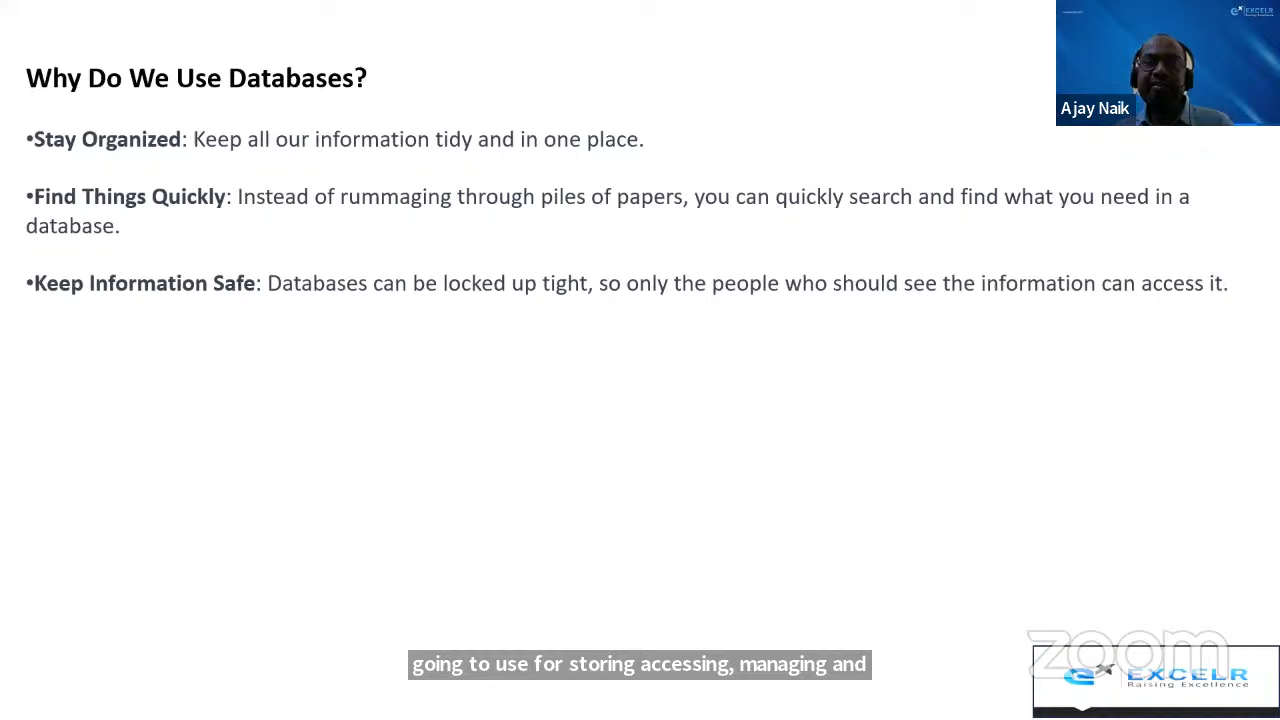 Why Do We Use Databases?
•Stay Organized: Keep all our information tidy and in one place.
•Find Things Quickly: Instead of rummaging through piles of papers, you can quickly search and find what you need in a
database.
•Keep Information Safe: Databases can be locked up tight, so only the people who should see the information can access it.
EXCELR
Raising Excellence
Ajay Naik
going to use for storing accessing, managing and
zoom
EXCELR
Raising Excellence